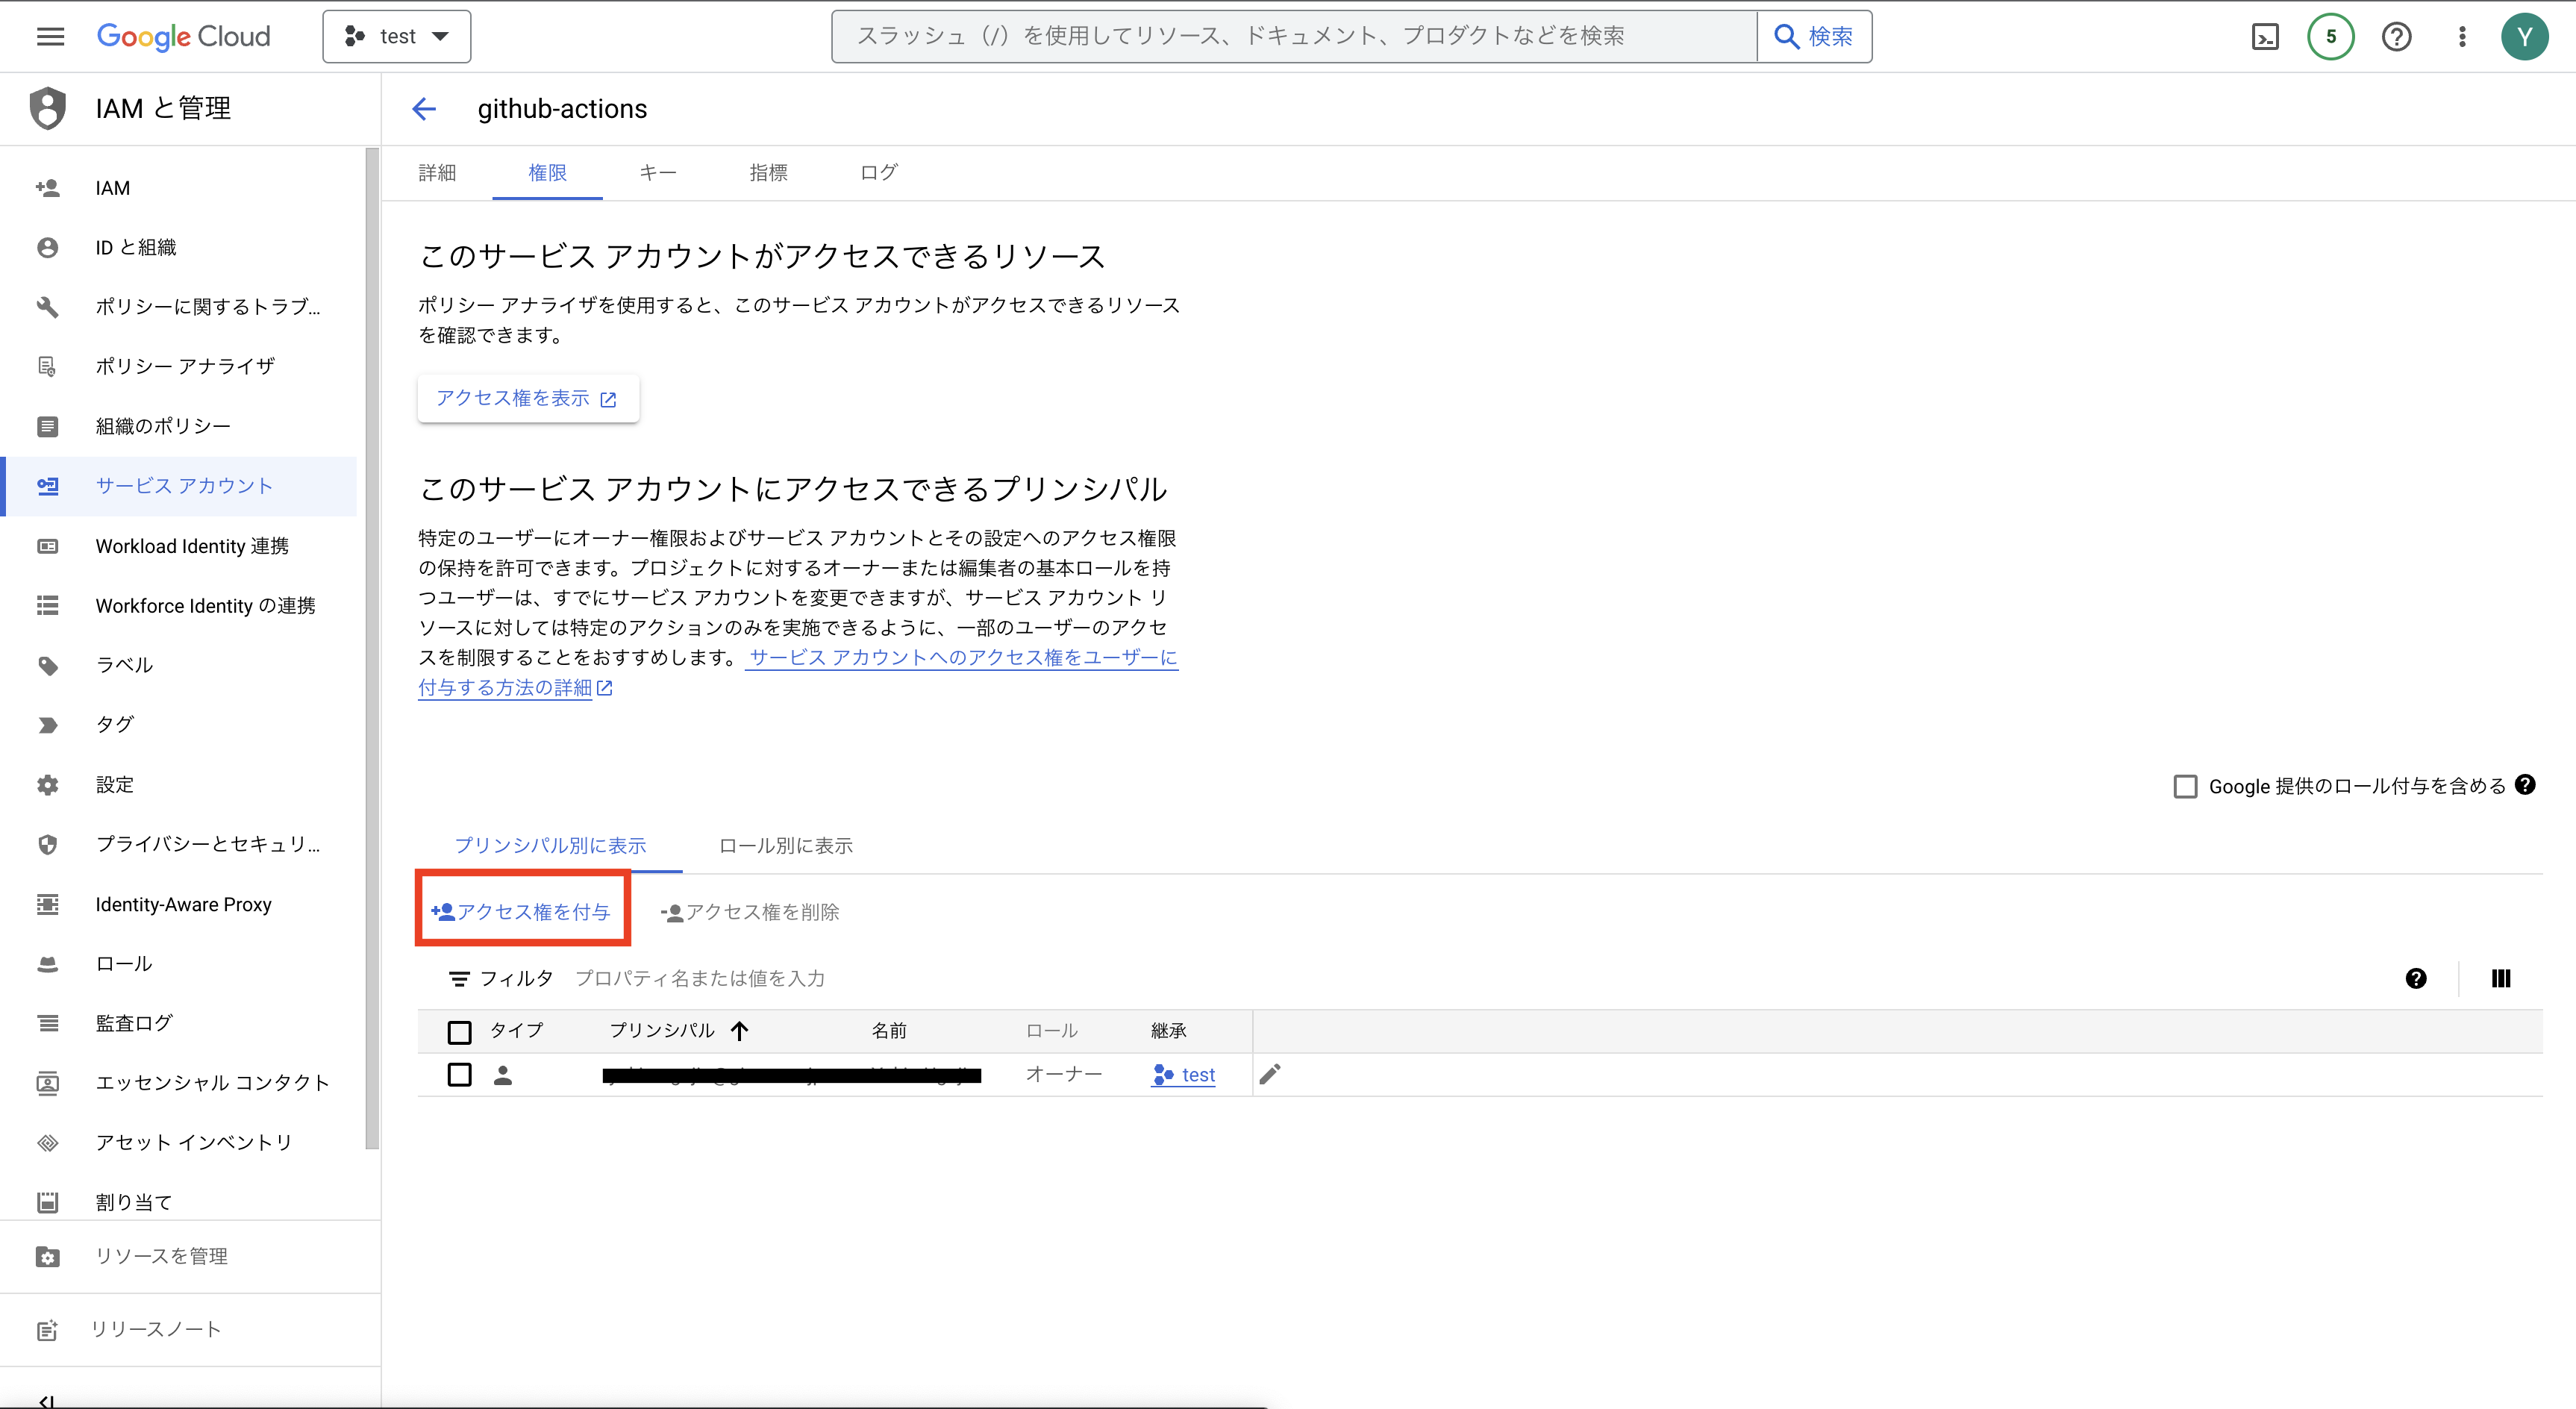 Google Cloud
test
スラッシュ（/）を使用してリソース、ドキュメント、プロダクトなどを検索
検索
5
Y
IAM と管理
IAM
ID と組織
ポリシーに関するトラブ...
ポリシー アナライザ
組織のポリシー
サービス アカウント
Workload Identity 連携
Workforce Identity の連携
ラベル
タグ
設定
プライバシーとセキュリ...
Identity-Aware Proxy
ロール
監査ログ
エッセンシャル コンタクト
アセット インベントリ
割り当て
リソースを管理
リリースノート
github-actions
詳細
権限
キー
指標
ログ
このサービス アカウントがアクセスできるリソース
ポリシー アナライザを使用すると、このサービス アカウントがアクセスできるリソース
を確認できます。
アクセス権を表示
このサービス アカウントにアクセスできるプリンシパル
特定のユーザーにオーナー権限およびサービス アカウントとその設定へのアクセス権限
の保持を許可できます。プロジェクトに対するオーナーまたは編集者の基本ロールを持
つユーザーは、すでにサービス アカウントを変更できますが、サービス アカウント リ
ソースに対しては特定のアクションのみを実施できるように、一部のユーザーのアクセ
スを制限することをおすすめします。 サービス アカウントへのアクセス権をユーザーに
付与する方法の詳細
Google 提供のロール付与を含める
プリンシパル別に表示
ロール別に表示
アクセス権を付与
アクセス権を削除
フィルタ
プロパティ名または値を入力
タイプ
プリンシパル
名前
ロール
継承
オーナー
test